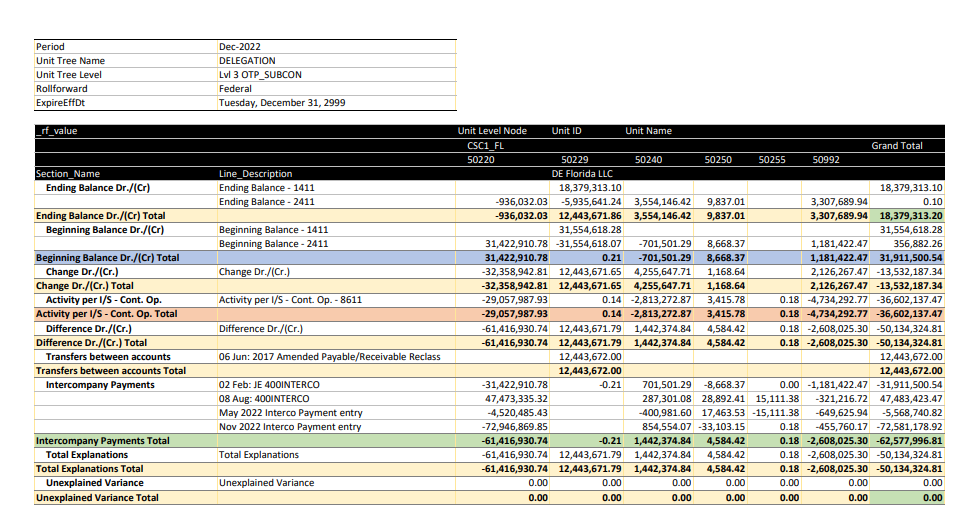 Period Dec-2022
Unit Tree Name DELEGATION
Unit Tree Level Lvl 3 OTP_SUBCON
Rollforward Federal
ExpireEffDt Tuesday, December 31, 2999
_rf_value Unit Level Node Unit ID Unit Name
CSC1_FL Grand Total
50220 50229 50240 50250 50255 50992
Section_Name Line_Description DE Florida LLC
Ending Balance Dr./(Cr) Ending Balance - 1411 18,379,313.10 18,379,313.10
Ending Balance - 2411 -936,032.03 -5,935,641.24 3,554,146.42 9,837.01 3,307,689.94 0.10
Ending Balance Dr./(Cr) Total -936,032.03 12,443,671.86 3,554,146.42 9,837.01 3,307,689.94 18,379,313.20
Beginning Balance Dr./(Cr) Beginning Balance - 1411 31,554,618.28 31,554,618.28
Beginning Balance - 2411 31,422,910.78 -31,554,618.07 -701,501.29 8,668.37 1,181,422.47 356,882.26
Beginning Balance Dr./(Cr) Total 31,422,910.78 0.21 -701,501.29 8,668.37 1,181,422.47 31,911,500.54
Change Dr./(Cr.) Change Dr./(Cr.) -32,358,942.81 12,443,671.65 4,255,647.71 1,168.64 2,126,267.47 -13,532,187.34
Change Dr./(Cr.) Total -32,358,942.81 12,443,671.65 4,255,647.71 1,168.64 2,126,267.47 -13,532,187.34
Activity per I/S - Cont. Op. Activity per I/S - Cont. Op. - 8611 -29,057,987.93 0.14 -2,813,272.87 3,415.78 0.18 -4,734,292.77 -36,602,137.47
Activity per I/S - Cont. Op. Total -29,057,987.93 0.14 -2,813,272.87 3,415.78 0.18 -4,734,292.77 -36,602,137.47
Difference Dr./(Cr.) Difference Dr./(Cr.) -61,416,930.74 12,443,671.79 1,442,374.84 4,584.42 0.18 -2,608,025.30 -50,134,324.81
Difference Dr./(Cr.) Total -61,416,930.74 12,443,671.79 1,442,374.84 4,584.42 0.18 -2,608,025.30 -50,134,324.81
Transfers between accounts 06 Jun: 2017 Amended Payable/Receivable Reclass 12,443,672.00 12,443,672.00
Transfers between accounts Total 12,443,672.00 12,443,672.00
Intercompany Payments 02 Feb: JE 400INTERCO -31,422,910.78 -0.21 701,501.29 -8,668.37 0.00 -1,181,422.47 -31,911,500.54
08 Aug: 400INTERCO 47,473,335.32 287,301.08 28,892.41 15,111.38 -321,216.72 47,483,423.47
May 2022 Interco Payment entry -4,520,485.43 -400,981.60 17,463.53 -15,111.38 -649,625.94 -5,568,740.82
Nov 2022 Interco Payment entry -72,946,869.85 854,554.07 -33,103.15 0.18 -455,760.17 -72,581,178.92
Intercompany Payments Total -61,416,930.74 -0.21 1,442,374.84 4,584.42 0.18 -2,608,025.30 -62,577,996.81
Total Explanations Total Explanations -61,416,930.74 12,443,671.79 1,442,374.84 4,584.42 0.18 -2,608,025.30 -50,134,324.81
Total Explanations Total -61,416,930.74 12,443,671.79 1,442,374.84 4,584.42 0.18 -2,608,025.30 -50,134,324.81
Unexplained Variance Unexplained Variance 0.00 0.00 0.00 0.00 0.00 0.00 0.00
Unexplained Variance Total 0.00 0.00 0.00 0.00 0.00 0.00 0.00